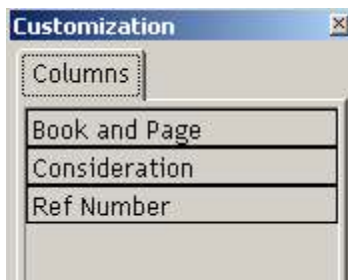 Customization
Columns
Book and Page
Consideration
Ref Number